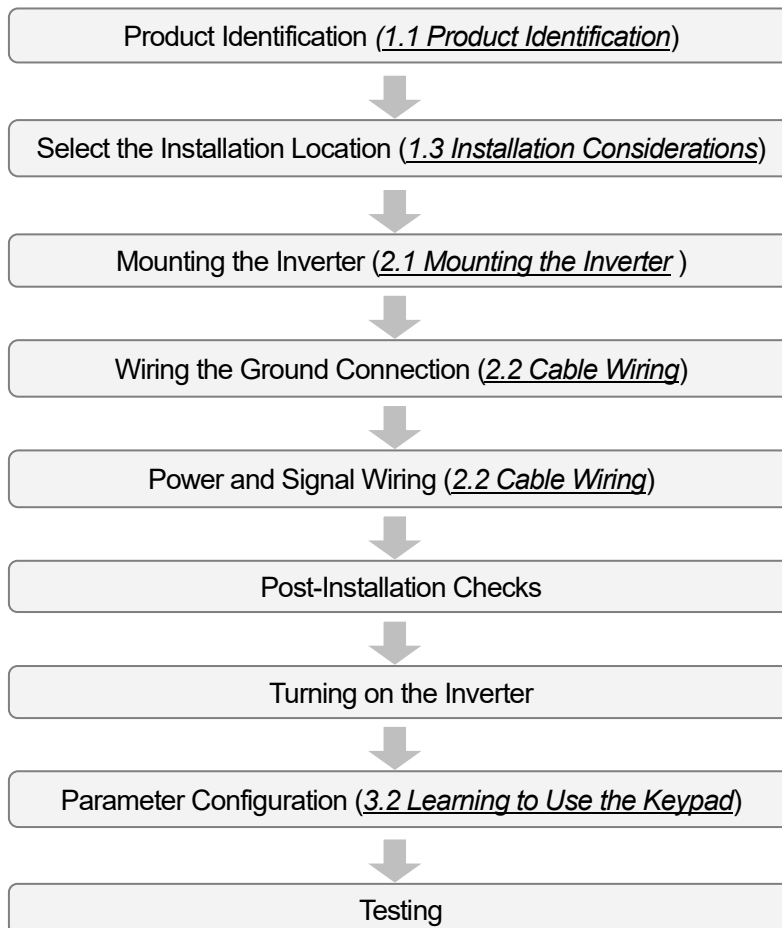 Product Identification (1.1 Product Identification)
Select the Installation Location (1.3 Installation Considerations)
Mounting the Inverter (2.1 Mounting the Inverter )
Wiring the Ground Connection (2.2 Cable Wiring)
Power and Signal Wiring (2.2 Cable Wiring)
Post-Installation Checks
Turning on the Inverter
Parameter Configuration (3.2 Learning to Use the Keypad)
Testing